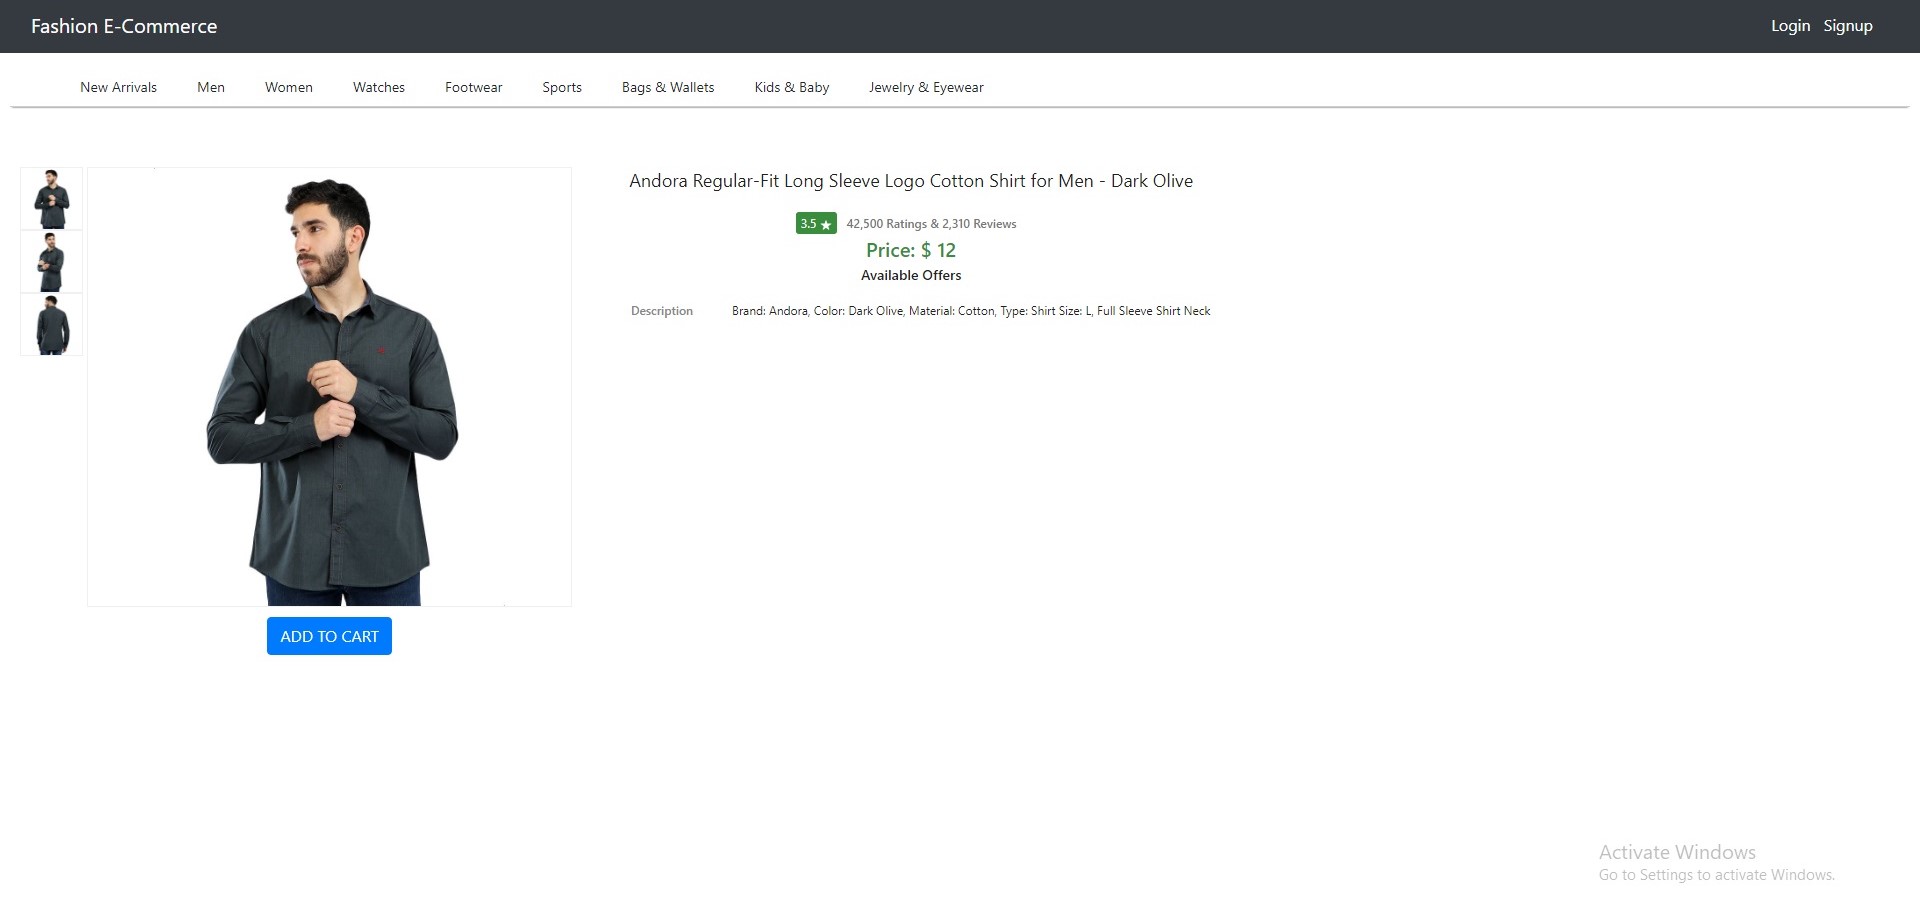 Fashion E-Commerce
Login Signup
New Arrivals Men Women Watches Footwear Sports Bags & Wallets Kids & Baby Jewelry & Eyewear
Andora Regular-Fit Long Sleeve Logo Cotton Shirt for Men - Dark Olive
3.5 ★ 42,500 Ratings & 2,310 Reviews
Price: $ 12
Available Offers
Description Brand: Andora, Color: Dark Olive, Material: Cotton, Type: Shirt Size: L, Full Sleeve Shirt Neck
ADD TO CART
Activate Windows
Go to Settings to activate Windows.